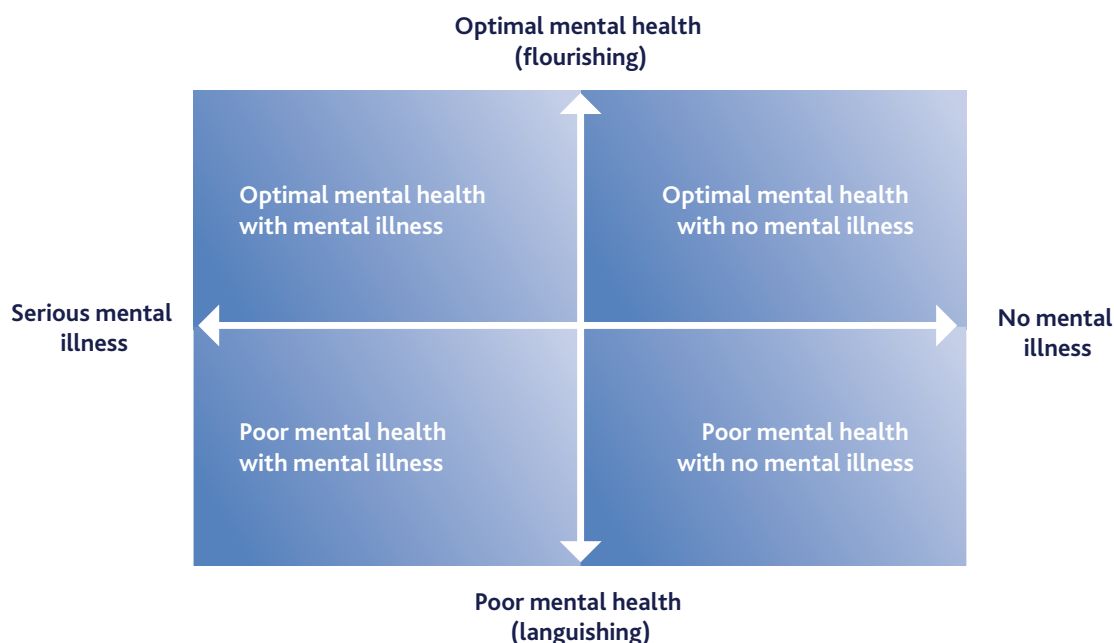 Optimal mental health
(flourishing)
Optimal mental health
with mental illness
Optimal mental health
with no mental illness
Serious mental
illness
No mental
illness
Poor mental health
with mental illness
Poor mental health
with no mental illness
Poor mental health
(languishing)